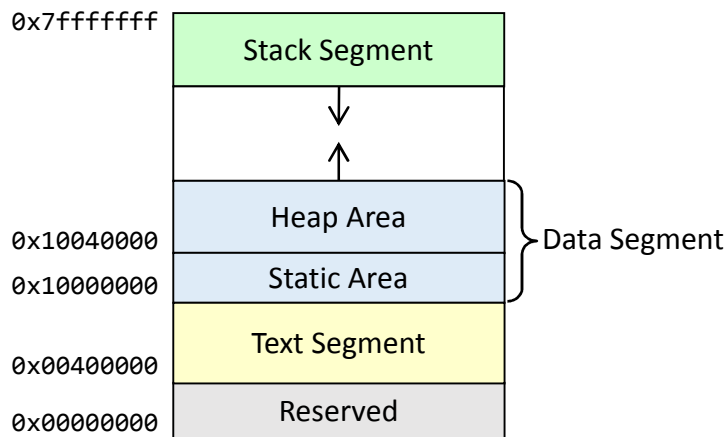 0x7fffffff
Stack Segment
Heap Area
0x10040000
Data Segment
Static Area
0x10000000
Text Segment
0x00400000
Reserved
0x00000000